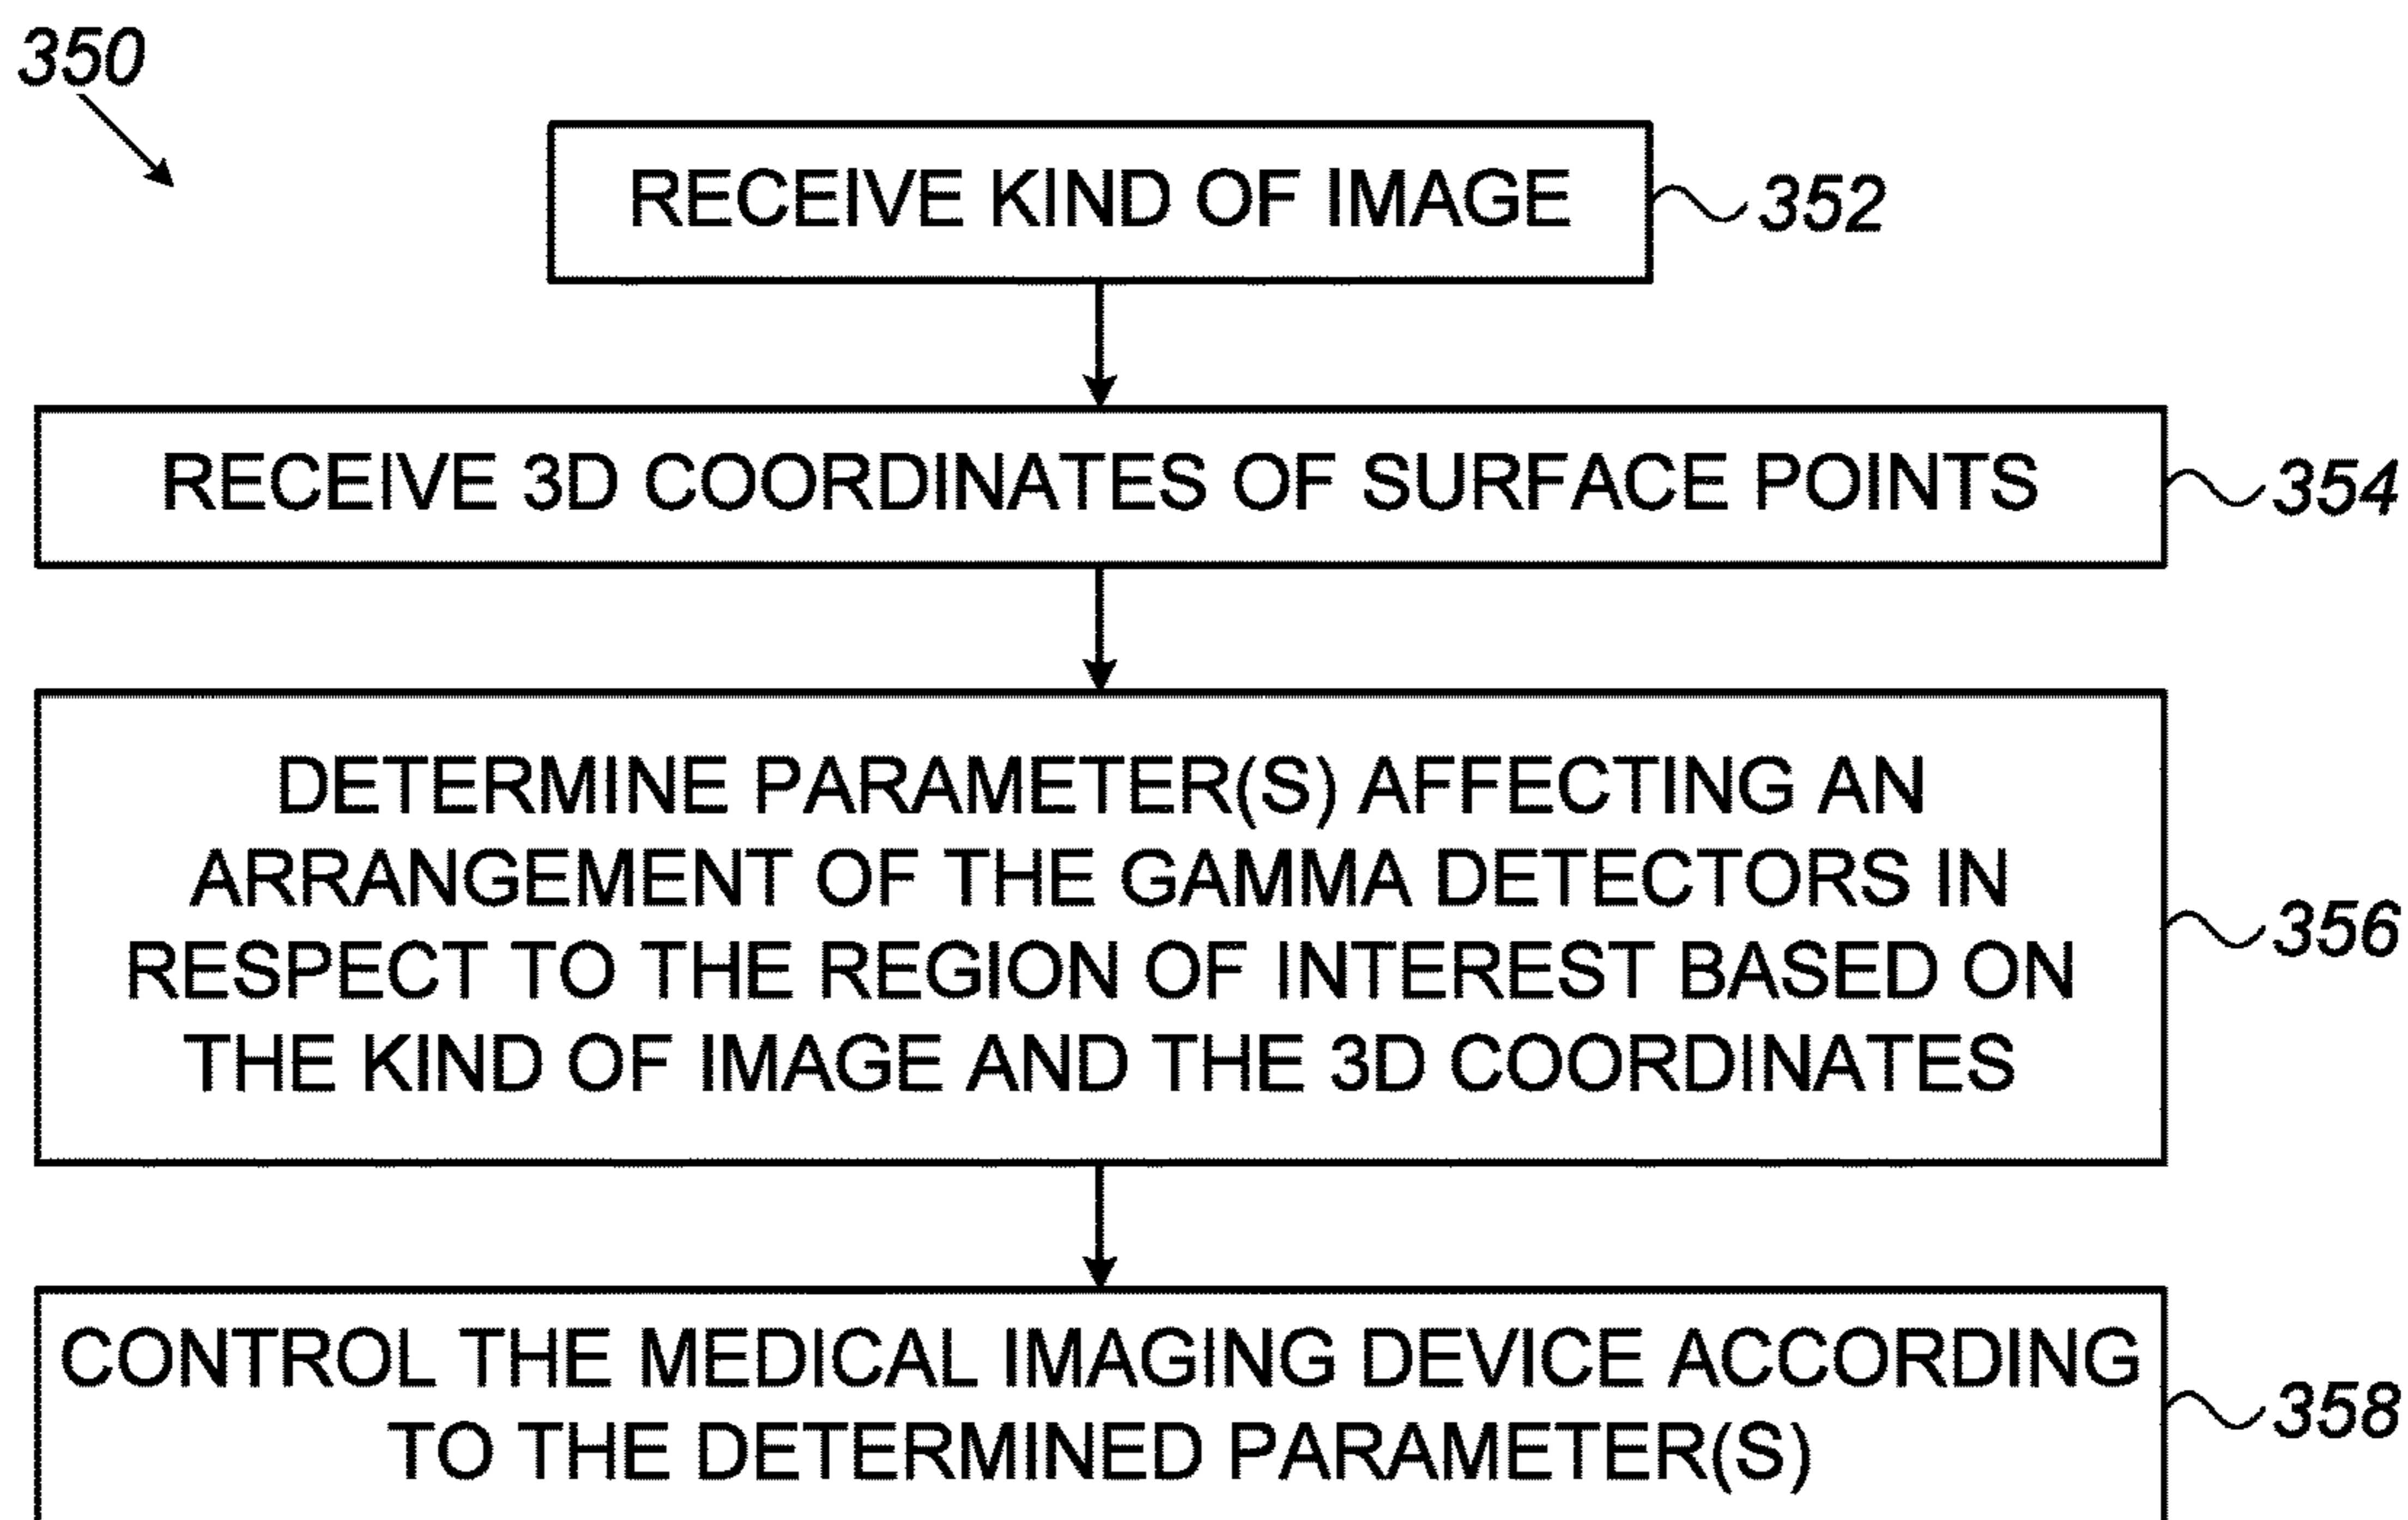 350
RECEIVE KIND OF IMAGE
352
RECEIVE 3D COORDINATES OF SURFACE POINTS
354
DETERMINE PARAMETER(S) AFFECTING AN
ARRANGEMENT OF THE GAMMA DETECTORS IN
RESPECT TO THE REGION OF INTEREST BASED ON
THE KIND OF IMAGE AND THE 3D COORDINATES
356
CONTROL THE MEDICAL IMAGING DEVICE ACCORDING
TO THE DETERMINED PARAMETER(S)
358